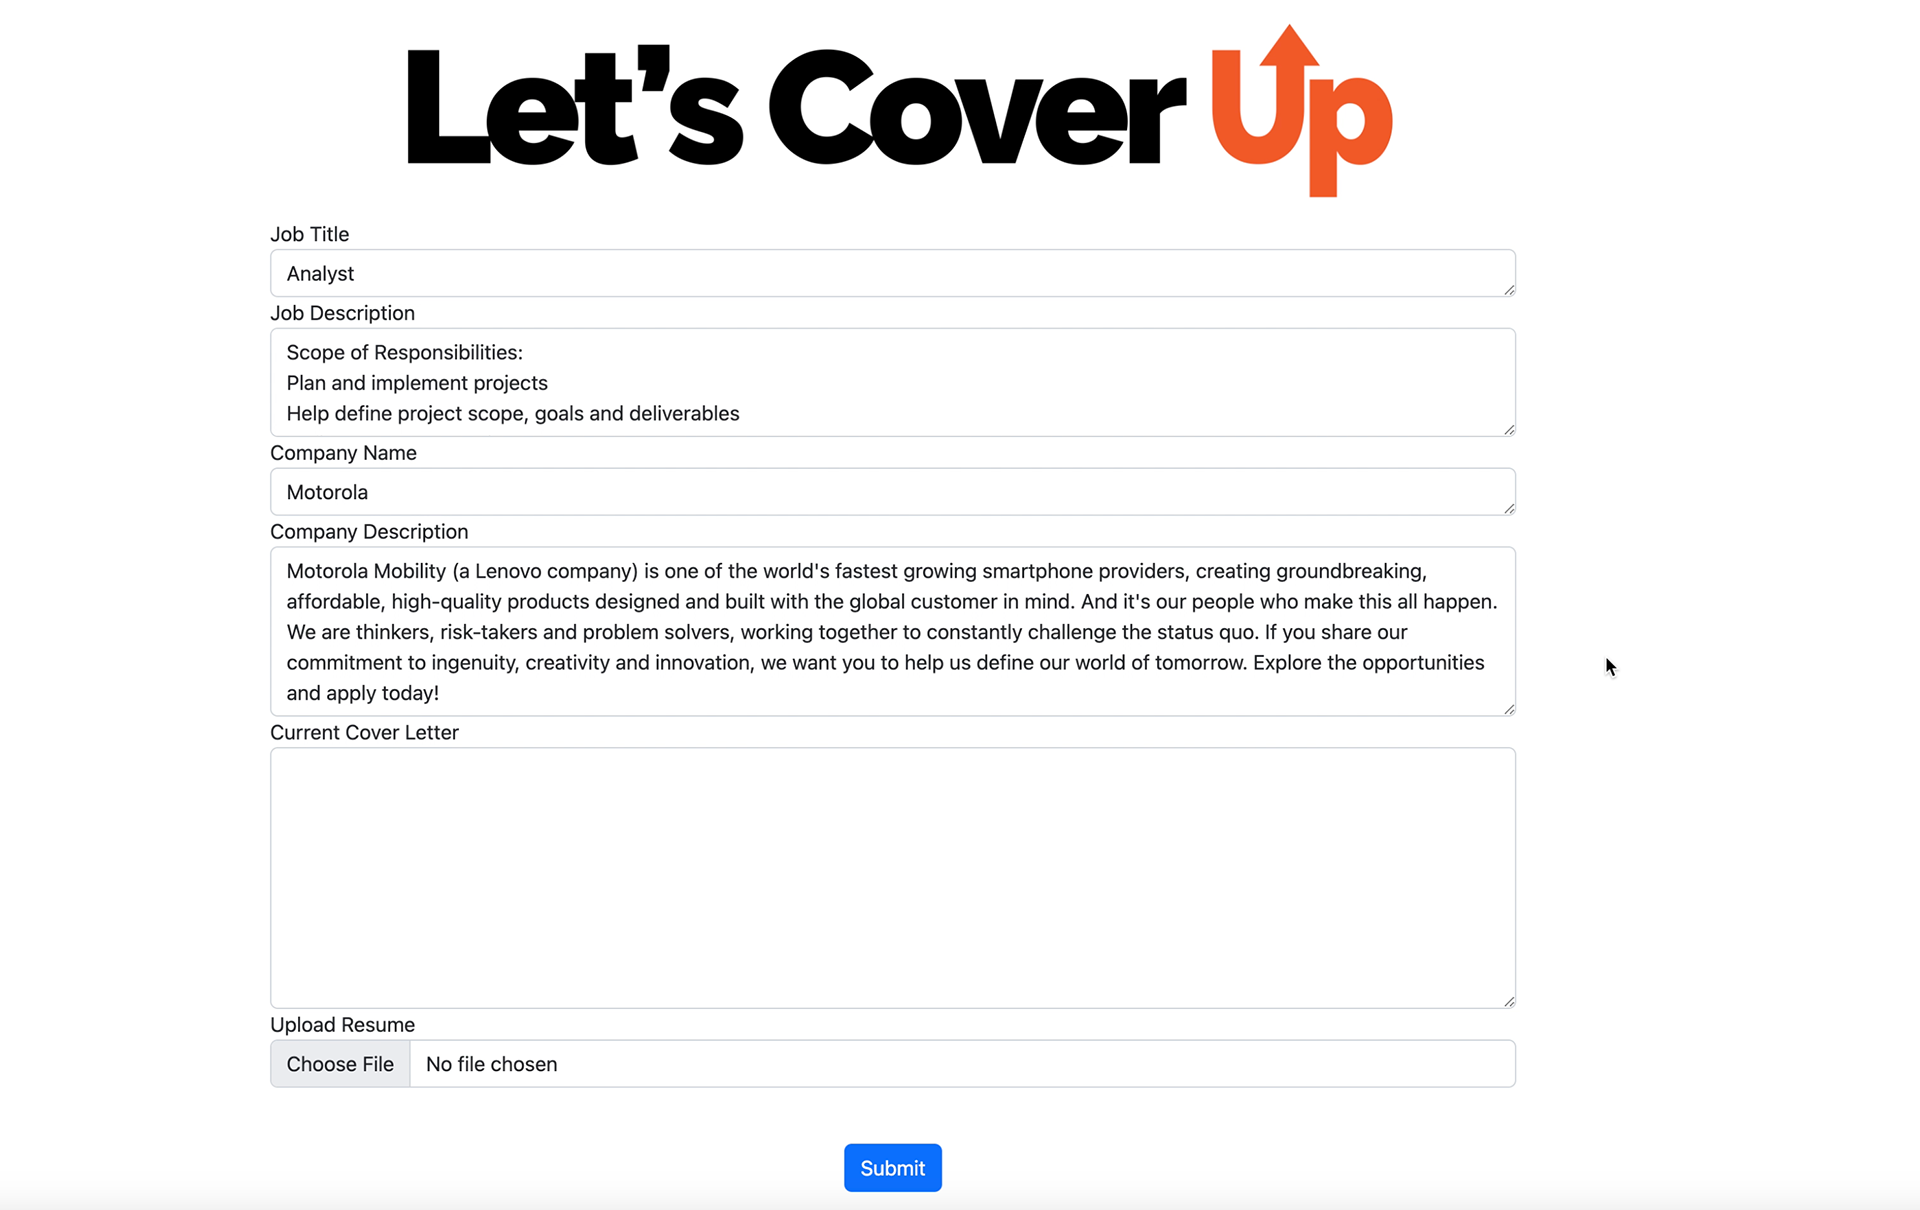 Let’s Cover Up
Job Title
Analyst
Job Description
Scope of Responsibilities:
Plan and implement projects
Help define project scope, goals and deliverables
Company Name
Motorola
Company Description
Motorola Mobility (a Lenovo company) is one of the world's fastest growing smartphone providers, creating groundbreaking,
affordable, high-quality products designed and built with the global customer in mind. And it's our people who make this all happen.
We are thinkers, risk-takers and problem solvers, working together to constantly challenge the status quo. If you share our
commitment to ingenuity, creativity and innovation, we want you to help us define our world of tomorrow. Explore the opportunities
and apply today!
Current Cover Letter
Upload Resume
Choose File No file chosen
Submit